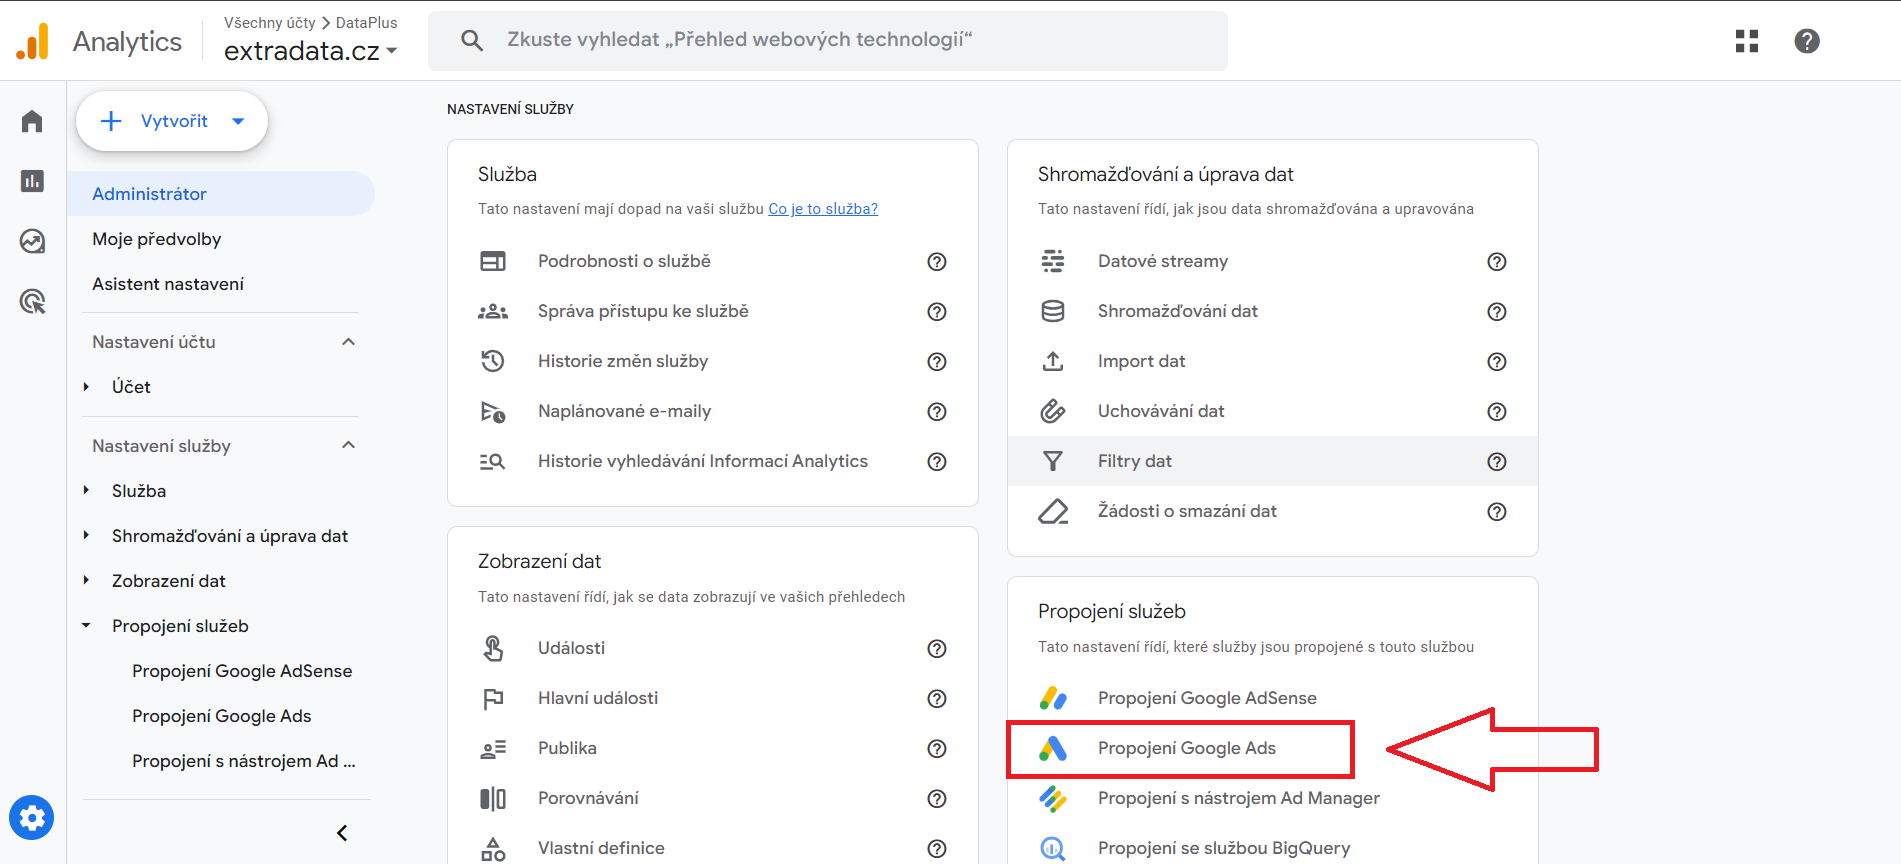 Analytics
Všechny účty > DataPlus
extradata.cz
Zkuste vyhledat „Přehled webových technologií“
Vytvořit
Administrátor
Moje předvolby
Asistent nastavení
Nastavení účtu
Účet
Nastavení služby
Služba
Shromažďování a úprava dat
Zobrazení dat
Propojení služeb
Propojení Google AdSense
Propojení Google Ads
Propojení s nástrojem Ad ...
NASTAVENÍ SLUŽBY
Služba
Tato nastavení mají dopad na vaši službu Co je to služba?
Podrobnosti o službě
Správa přístupu ke službě
Historie změn služby
Naplánované e-maily
Historie vyhledávání Informací Analytics
Zobrazení dat
Tato nastavení řídí, jak se data zobrazují ve vašich přehledech
Události
Hlavní události
Publika
Porovnávání
Vlastní definice
Shromažďování a úprava dat
Tato nastavení řídí, jak jsou data shromažďována a upravována
Datové streamy
Shromažďování dat
Import dat
Uchovávání dat
Filtry dat
Žádosti o smazání dat
Propojení služeb
Tato nastavení řídí, které služby jsou propojené s touto službou
Propojení Google AdSense
Propojení Google Ads
Propojení s nástrojem Ad Manager
Propojení se službou BigQuery